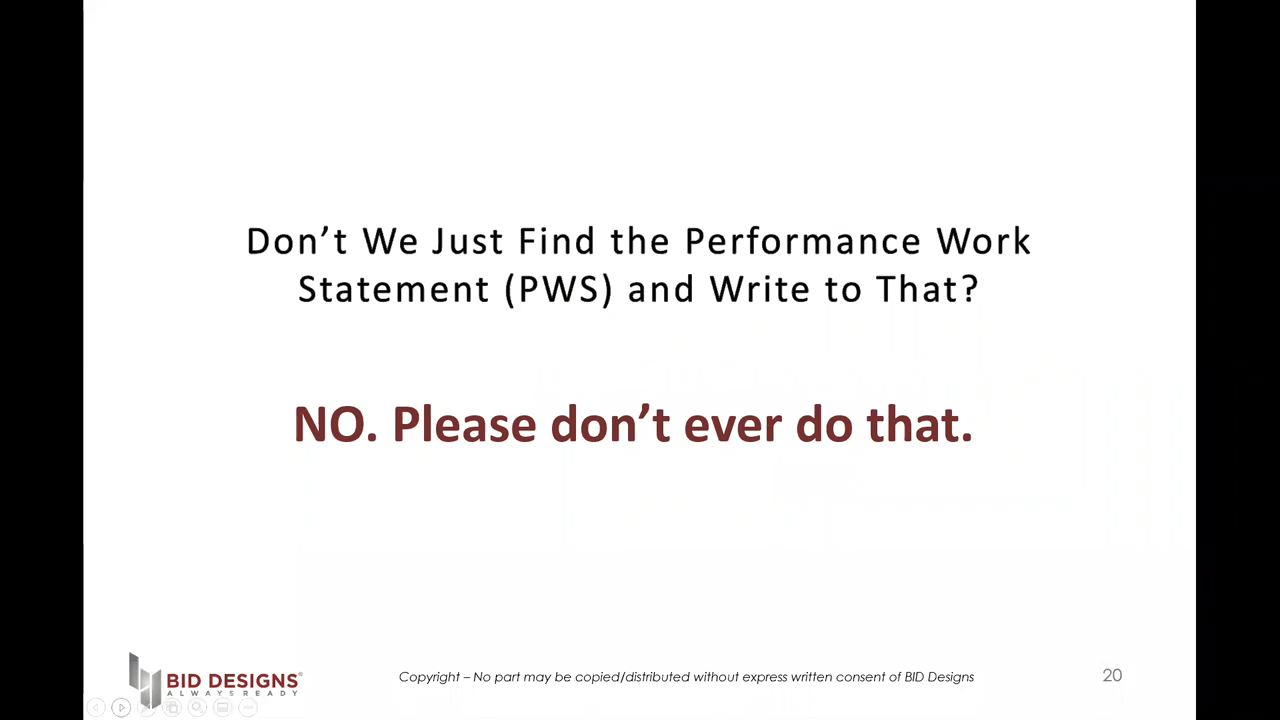 Don’t We Just Find the Performance Work
Statement (PWS) and Write to That?
NO. Please don’t ever do that.
BID DESIGNS®
ALWAYS READY
Copyright – No part may be copied/distributed without express written consent of BID Designs
20